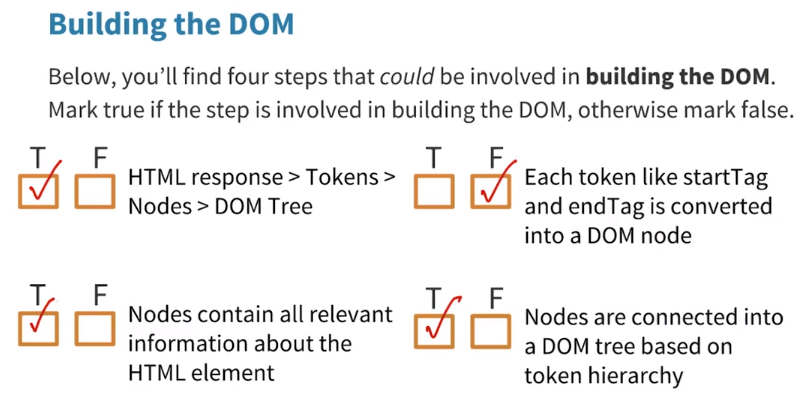 Building the DOM
Below, you'll find four steps that could be involved in building the DOM.
Mark true if the step is involved in building the DOM, otherwise mark false.
T F
HTML response > Tokens >
Nodes > DOM Tree
T F
Each token like startTag
and endTag is converted
into a DOM node
T F
Nodes contain all relevant
information about the
HTML element
T F
Nodes are connected into
a DOM tree based on
token hierarchy